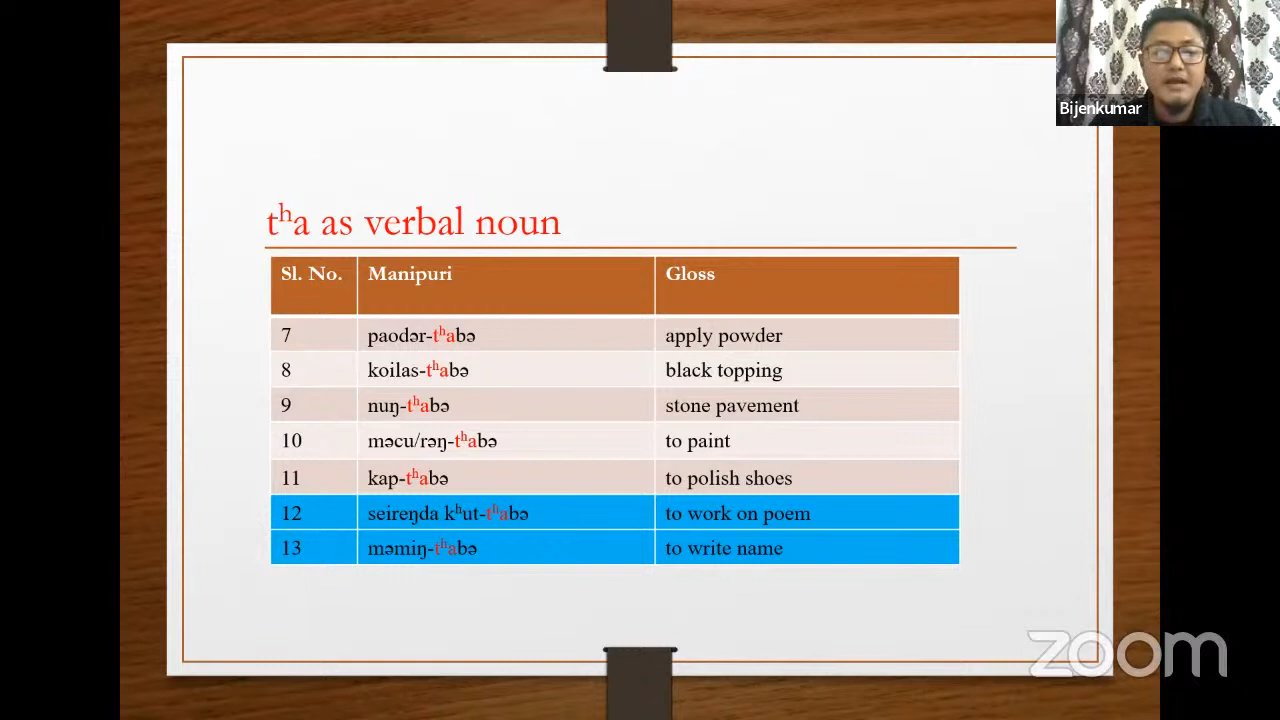 Bijenkumar
tʰa as verbal noun
Sl. No. Manipuri Gloss
7 paodər-tʰabə apply powder
8 koilas-tʰabə black topping
9 nuŋ-tʰabə stone pavement
10 məcu/rəŋ-tʰabə to paint
11 kap-tʰabə to polish shoes
12 seireŋda kʰut-tʰabə to work on poem
13 məmiŋ-tʰabə to write name
zoom